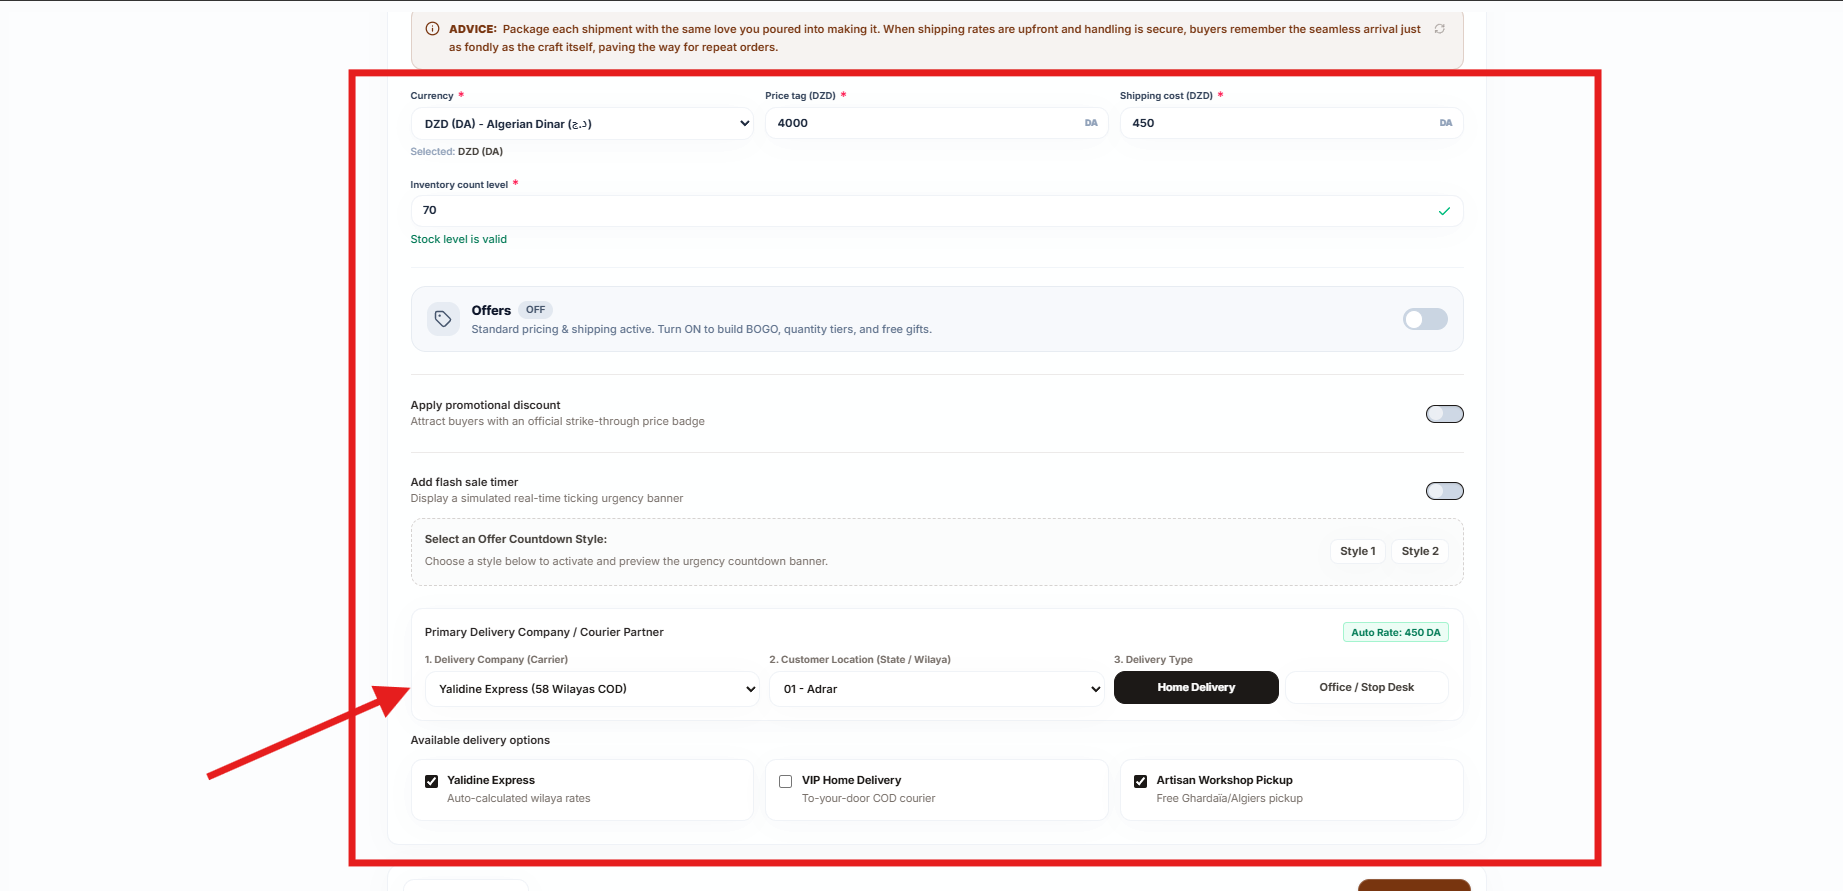 ADVICE: Package each shipment with the same love you poured into making it. When shipping rates are upfront and handling is secure, buyers remember the seamless arrival just
as fondly as the craft itself, paving the way for repeat orders.
Currency *
Price tag (DZD) *
Shipping cost (DZD) *
DZD (DA) - Algerian Dinar (د.ج)
4000
DA
450
DA
Selected: DZD (DA)
Inventory count level *
70
Stock level is valid
Offers OFF
Standard pricing & shipping active. Turn ON to build BOGO, quantity tiers, and free gifts.
Apply promotional discount
Attract buyers with an official strike-through price badge
Add flash sale timer
Display a simulated real-time ticking urgency banner
Select an Offer Countdown Style:
Choose a style below to activate and preview the urgency countdown banner.
Style 1
Style 2
Primary Delivery Company / Courier Partner
Auto Rate: 450 DA
1. Delivery Company (Carrier)
2. Customer Location (State / Wilaya)
3. Delivery Type
Yalidine Express (58 Wilayas COD)
01 - Adrar
Home Delivery
Office / Stop Desk
Available delivery options
Yalidine Express
Auto-calculated wilaya rates
VIP Home Delivery
To-your-door COD courier
Artisan Workshop Pickup
Free Ghardaïa/Algiers pickup